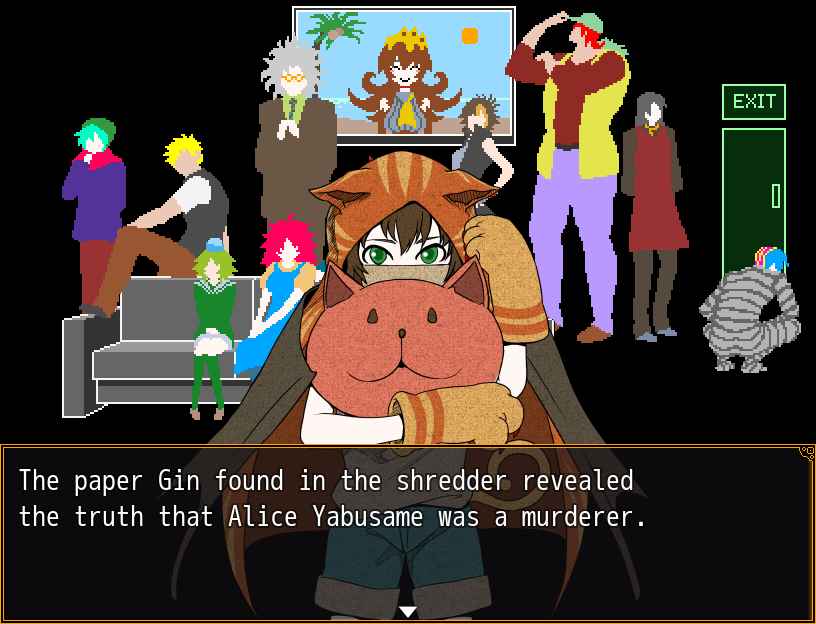 EXIT
The paper Gin found in the shredder revealed
the truth that Alice Yabusame was a murderer.